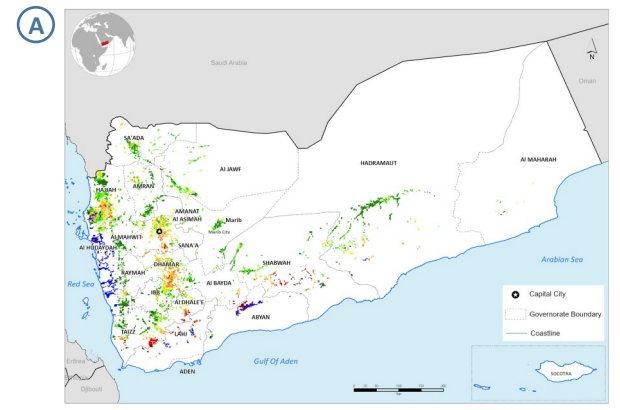 A
Saudi Arabia
N
Oman
SA'ADA
Al JAWF
HADRAMAUT
Al MAHARAH
HAJJAH
AMRAN
AMANAT
Al ASIMAH
Marib
Marib City
Al MAHWIT
SANA'A
Al HUDAYDAH
SHABWAH
DHAMAR
RAYMAH
Al BAYDA
Arabian Sea
Red Sea
IBB
Al DHALE'E
ABYAN
Capital City
Governorate Boundary
Coastline
TAIZZ
LAHJ
Eritrea
Gulf Of Aden
ADEN
SOCOTRA
Djibouti